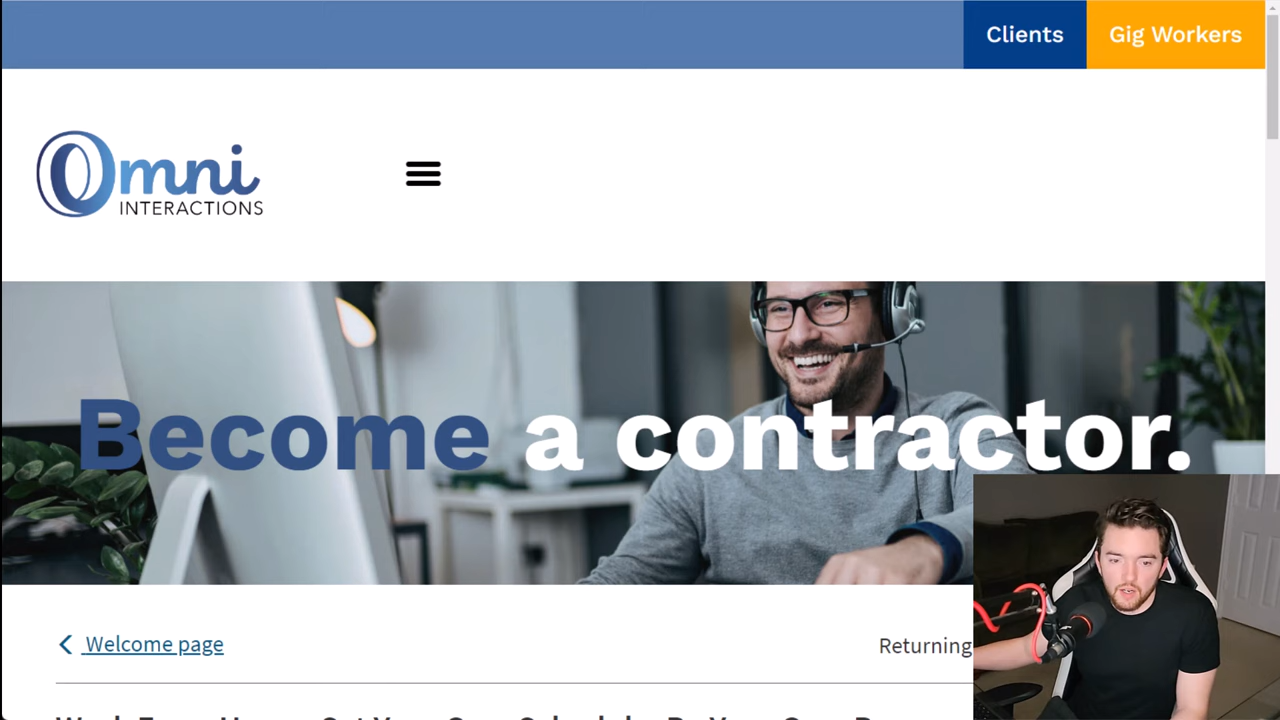 Clients
Gig Workers
Omni
INTERACTIONS
Become a contractor.
Welcome page
Returning